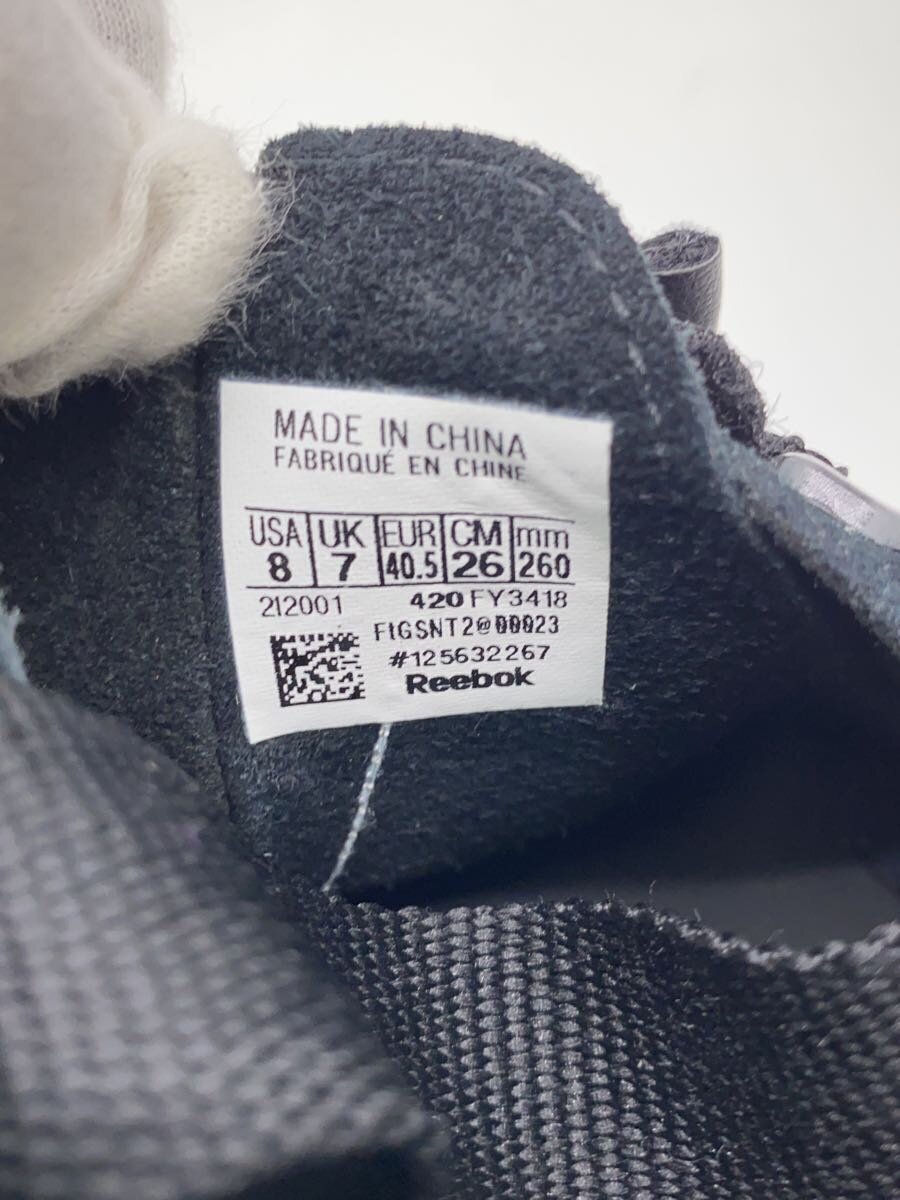 MADE IN CHINA
FABRIQUÉ EN CHINE
USA UK EUR CM mm
8 7 40.5 26 260
212001 420 FY3418
FtGSNT2@00023
#125632267
Reebok